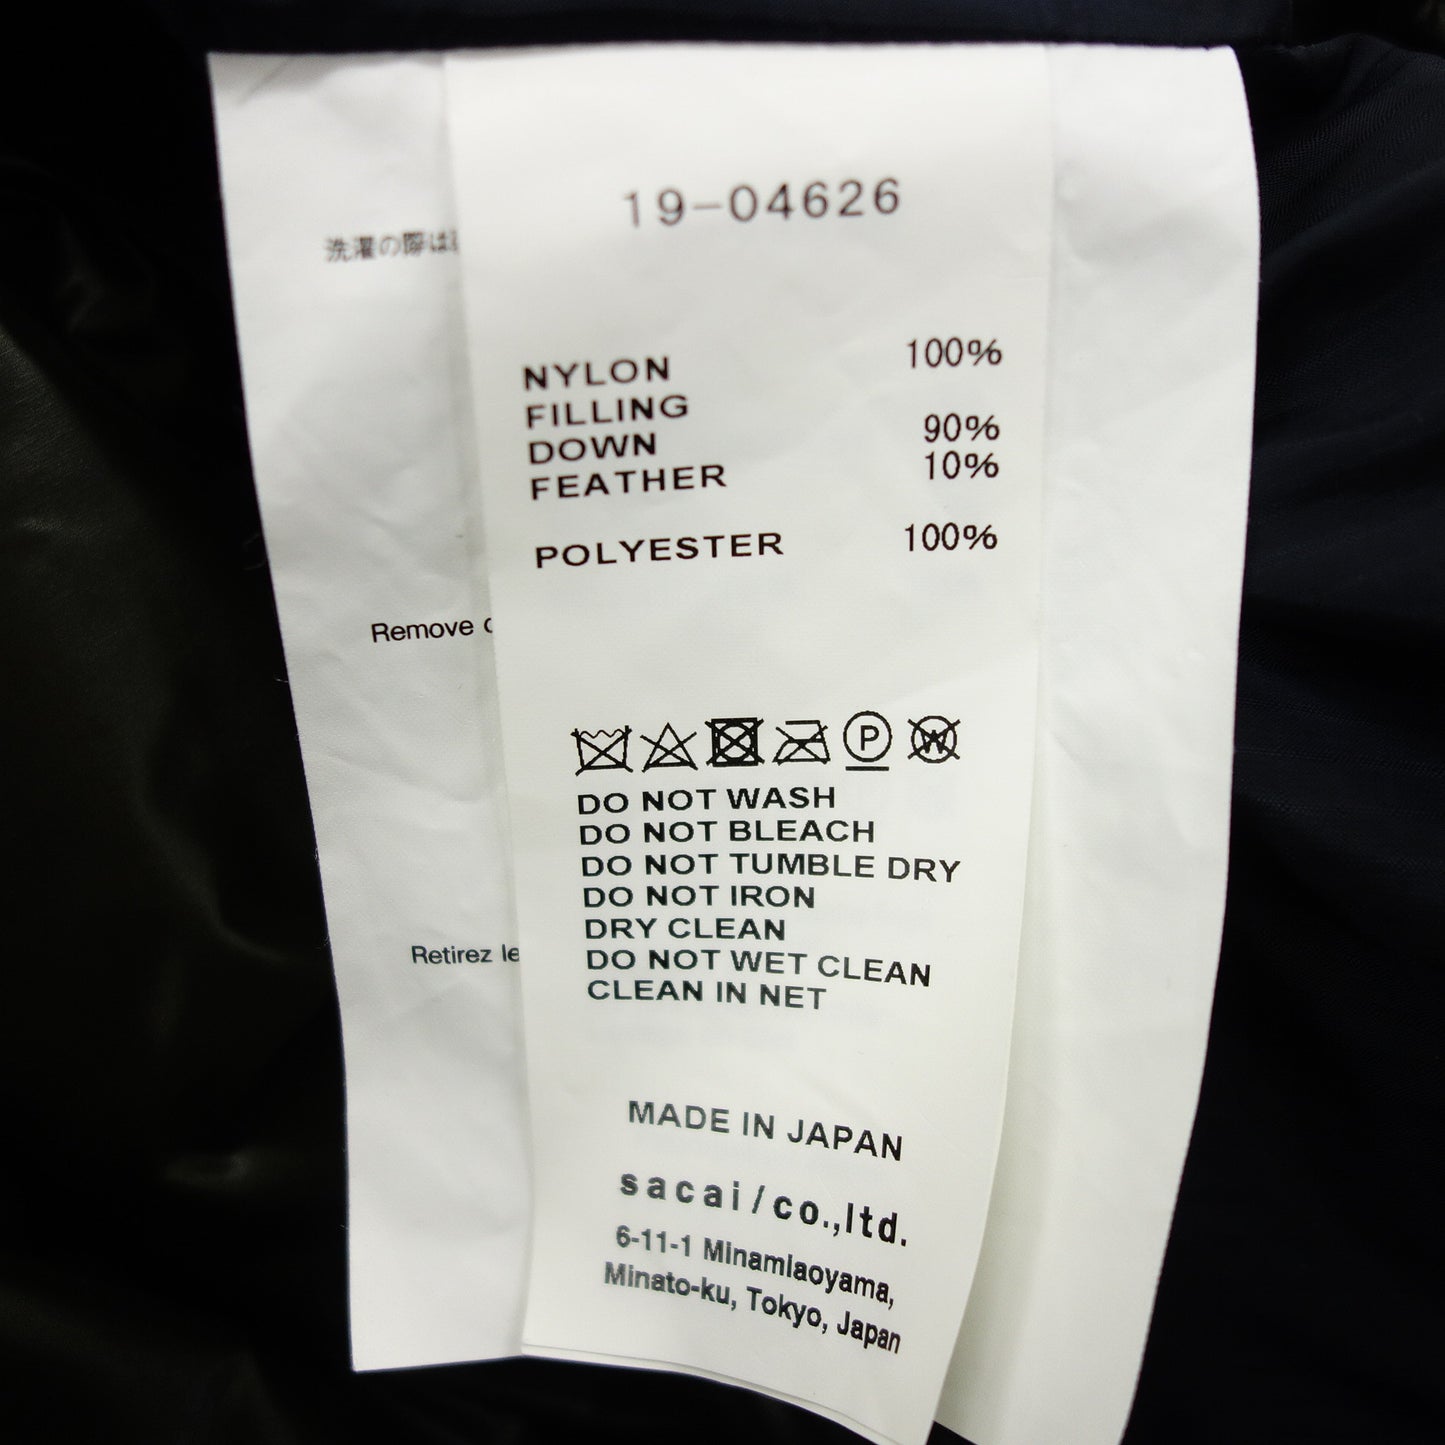 19-04626
洗濯の際は
NYLON 100%
FILLING
DOWN 90%
FEATHER 10%
POLYESTER 100%
Remove
P W
DO NOT WASH
DO NOT BLEACH
DO NOT TUMBLE DRY
DO NOT IRON
DRY CLEAN
Retirez le
DO NOT WET CLEAN
CLEAN IN NET
MADE IN JAPAN
sacai/co.,ltd.
6-11-1 Minamiaoyama,
Minato-ku, Tokyo, Japan